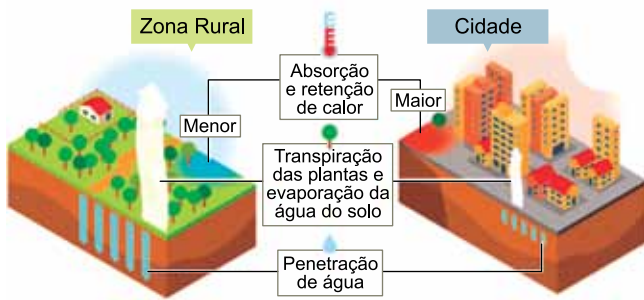 Zona Rural
Cidade
Absorção
e retenção
de calor
Menor
Maior
Transpiração
das plantas e
evaporação da
água do solo
Penetração
de água